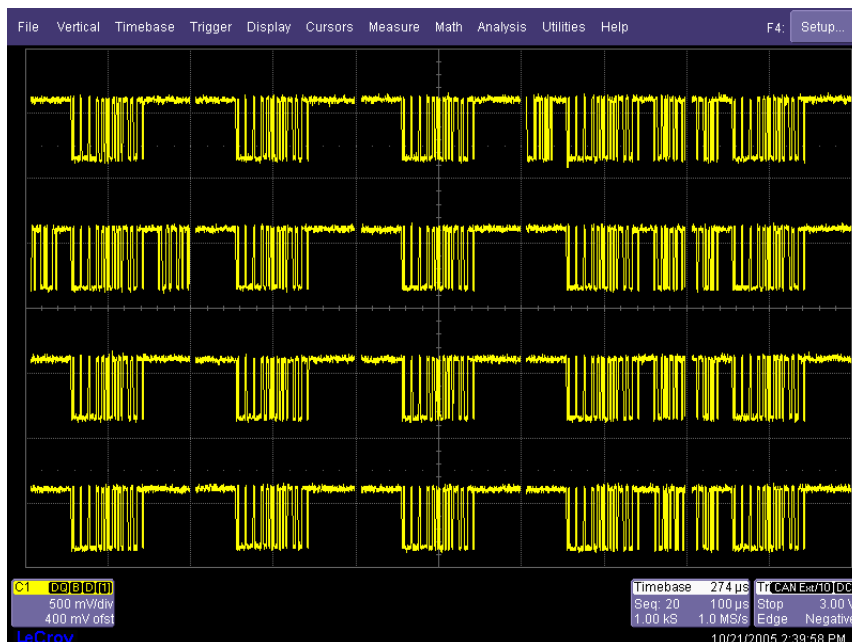 File Vertical Timebase Trigger Display Cursors Measure Math Analysis Utilities Help F4: Setup...
C1 DQ B D [1]
500 mV/div
400 mV ofst
Timebase 274 µs
Seq: 20 100 µs
1.00 kS 1.0 MS/s
Tr CAN Ext/10 DC
Stop 3.00 V
Edge Negative
LeCroy
10/21/2005 2:39:58 PM